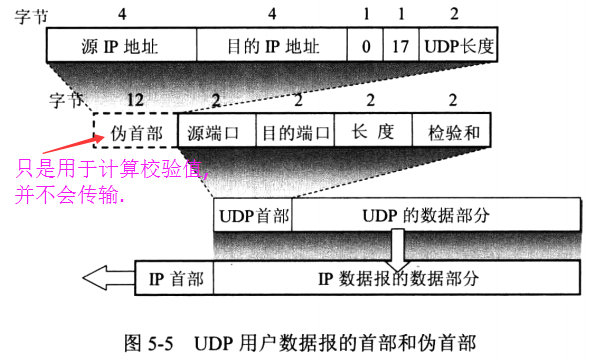 字节 4 4 1 1 2
源 IP 地址 目的 IP 地址 0 17 UDP长度
字节 12 2 2 2 2
伪首部 源端口 目的端口 长 度 检验和
只是用于计算校验值,
并不会传输.
UDP首部 UDP 的数据部分
IP 首部 IP 数据报的数据部分
图 5-5 UDP 用户数据报的首部和伪首部